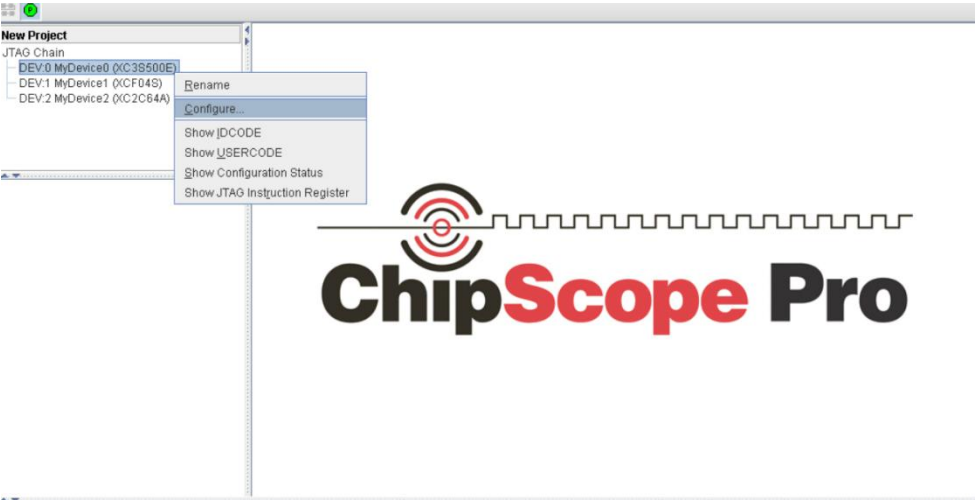 P
New Project
JTAG Chain
DEV:0 MyDevice0 (XC3S500E)
DEV:1 MyDevice1 (XCF04S)
DEV:2 MyDevice2 (XC2C64A)
Rename
Configure...
Show IDCODE
Show USERCODE
Show Configuration Status
Show JTAG Instruction Register
ChipScope Pro